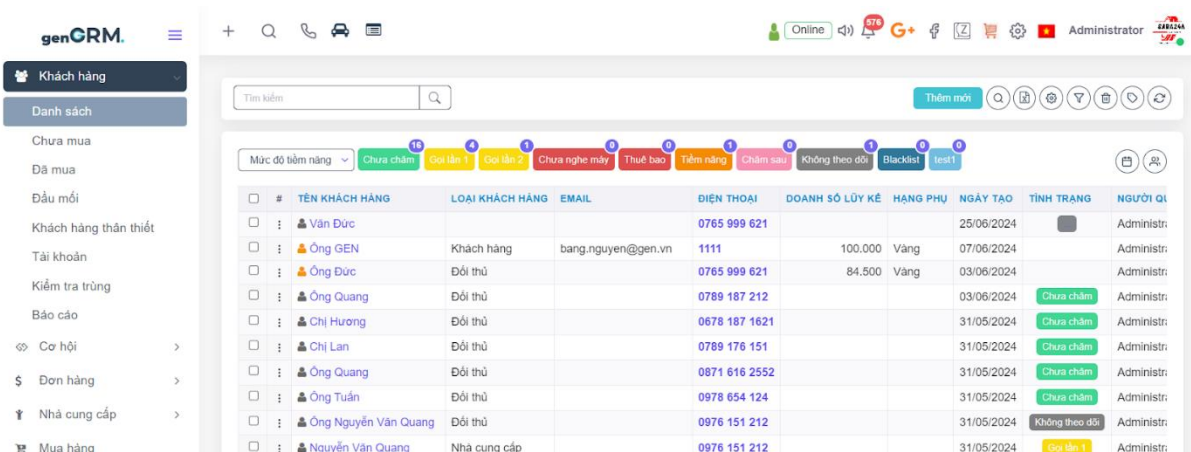 genCRM.
Online
576
Administrator
Khách hàng
Danh sách
Chưa mua
Đã mua
Đầu mối
Khách hàng thân thiết
Tài khoản
Kiểm tra trùng
Báo cáo
Cơ hội
Đơn hàng
Nhà cung cấp
Mua hàng
Tìm kiếm
Thêm mới
Mức độ tiềm năng
Chưa chăm 16
Gọi lần 1 4
Gọi lần 2 1
Chưa nghe máy 0
Thuê bao 0
Tiềm năng 1
Chăm sau 0
Không theo dõi 1
Blacklist 0
test1 0
# TÊN KHÁCH HÀNG LOẠI KHÁCH HÀNG EMAIL ĐIỆN THOẠI DOANH SỐ LŨY KẾ HẠNG PHỤ NGÀY TẠO TÌNH TRẠNG NGƯỜI QU
Văn Đức 0765 999 621 25/06/2024 Administra
Ông GEN Khách hàng bang.nguyen@gen.vn 1111 100.000 Vàng 07/06/2024 Administra
Ông Đức Đối thủ 0765 999 621 84.500 Vàng 03/06/2024 Administra
Ông Quang Đối thủ 0789 187 212 03/06/2024 Chưa chăm Administra
Chị Hương Đối thủ 0678 187 1621 31/05/2024 Chưa chăm Administra
Chị Lan Đối thủ 0789 176 151 31/05/2024 Chưa chăm Administra
Ông Quang Đối thủ 0871 616 2552 31/05/2024 Chưa chăm Administra
Ông Tuấn Đối thủ 0978 654 124 31/05/2024 Chưa chăm Administra
Ông Nguyễn Văn Quang Đối thủ 0976 151 212 31/05/2024 Không theo dõi Administra
Nguyễn Văn Quang Nhà cung cấp 0976 151 212 31/05/2024 Gọi lần 1 Administra